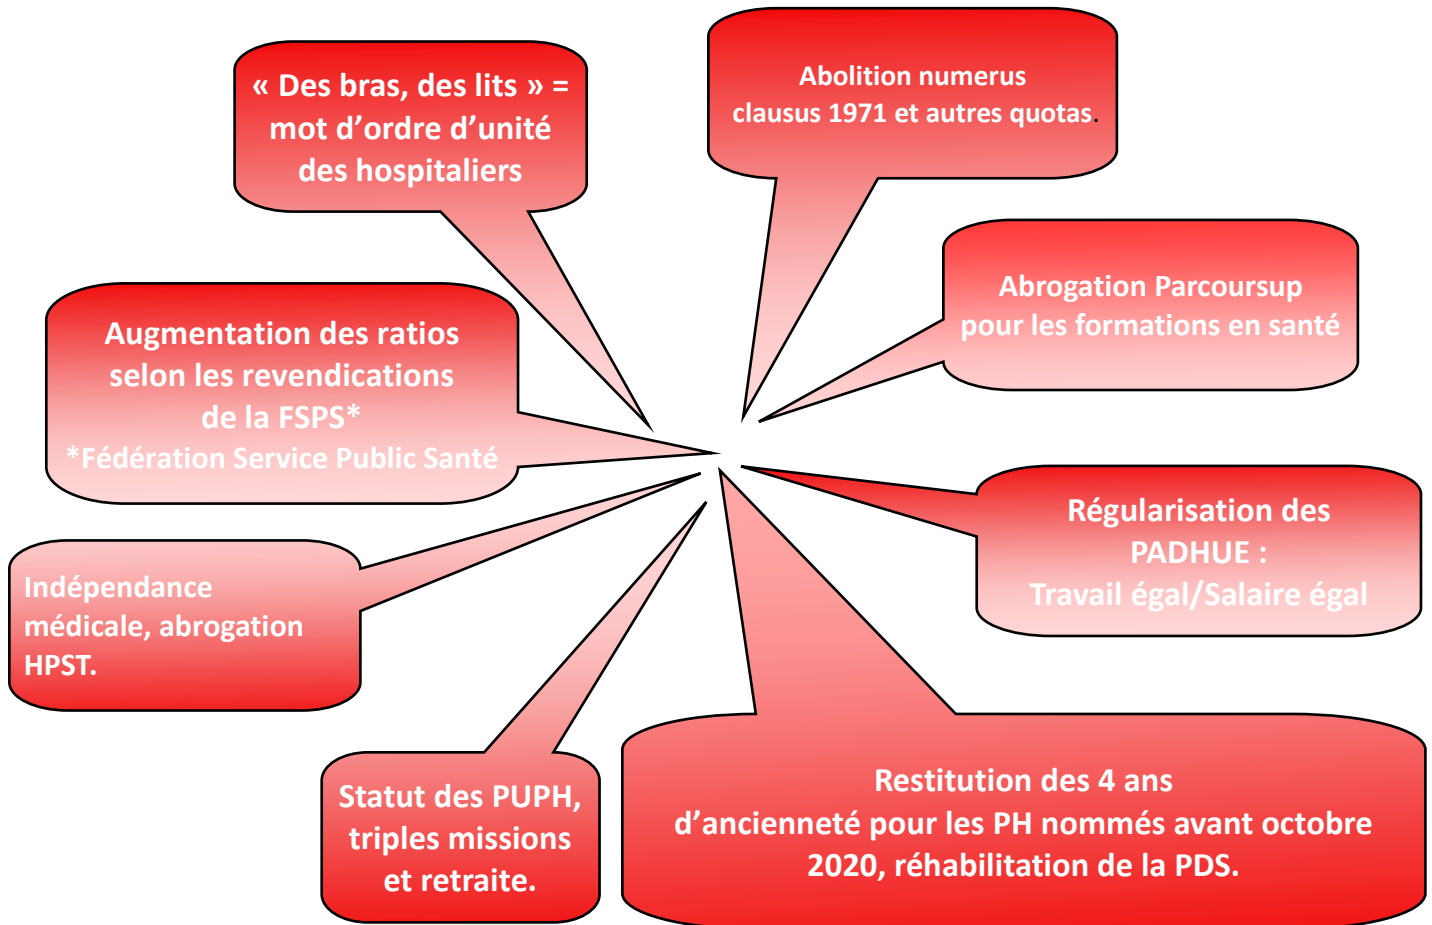 « Des bras, des lits » =
mot d’ordre d’unité
des hospitaliers
Abolition numerus
clausus 1971 et autres quotas.
Abrogation Parcoursup
pour les formations en santé
Augmentation des ratios
selon les revendications
de la FSPS*
*Fédération Service Public Santé
Régularisation des
PADHUE :
Travail égal/Salaire égal
Indépendance
médicale, abrogation
HPST.
Statut des PUPH,
triples missions
et retraite.
Restitution des 4 ans
d’ancienneté pour les PH nommés avant octobre
2020, réhabilitation de la PDS.